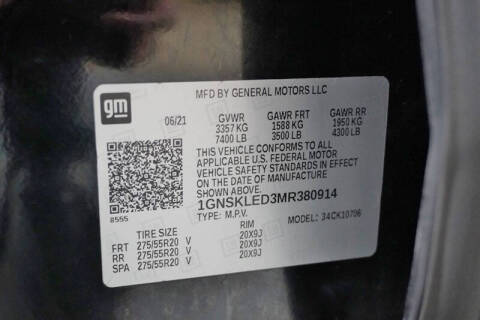 gm
MFD BY GENERAL MOTORS LLC
06/21 GVWR GAWR FRT GAWR RR
3357 KG 1588 KG 1950 KG
7400 LB 3500 LB 4300 LB
THIS VEHICLE CONFORMS TO ALL
APPLICABLE U.S. FEDERAL MOTOR
VEHICLE SAFETY STANDARDS IN EFFECT
ON THE DATE OF MANUFACTURE
SHOWN ABOVE.
1GNSKLED3MR380914
8555
TYPE: M.P.V. MODEL: 34CK10706
TIRE SIZE RIM
FRT 275/55R20 V 20X9J
RR 275/55R20 V 20X9J
SPA 275/55R20 V 20X9J